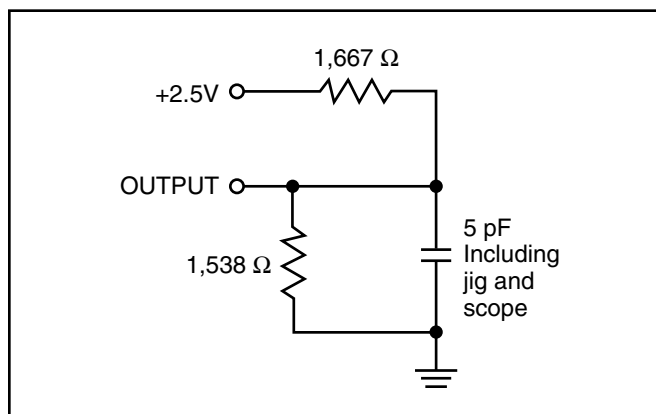 1,667 Ω
+2.5V
OUTPUT
1,538 Ω
5 pF
Including
jig and
scope